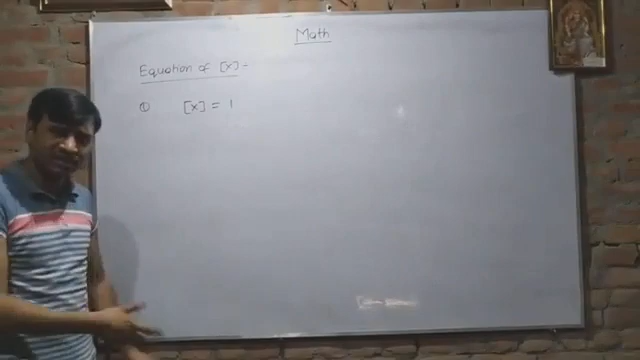 Math
Equation of [x] :-
① [x] = 1